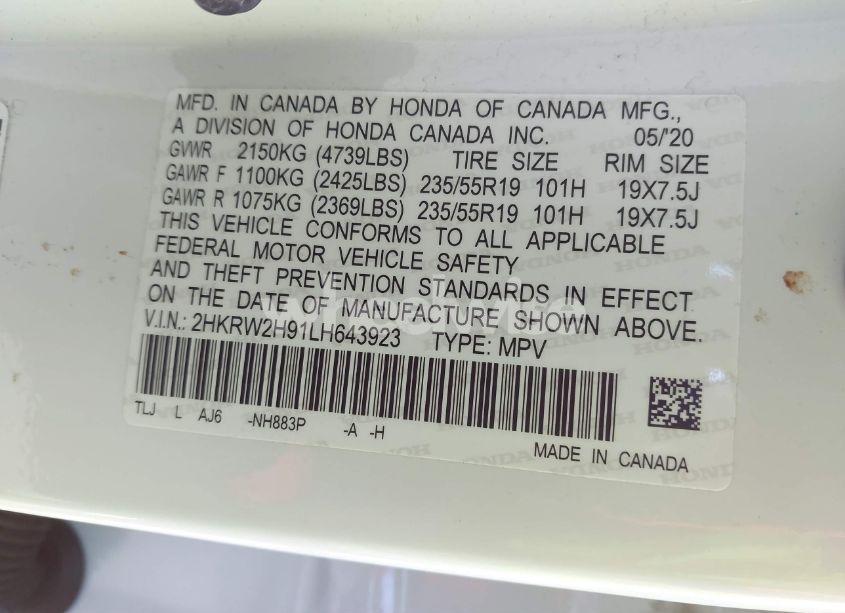 MFD. IN CANADA BY HONDA OF CANADA MFG.,
A DIVISION OF HONDA CANADA INC. 05/'20
GVWR 2150KG (4739LBS) TIRE SIZE RIM SIZE
GAWR F 1100KG (2425LBS) 235/55R19 101H 19X7.5J
GAWR R 1075KG (2369LBS) 235/55R19 101H 19X7.5J
THIS VEHICLE CONFORMS TO ALL APPLICABLE
FEDERAL MOTOR VEHICLE SAFETY
AND THEFT PREVENTION STANDARDS IN EFFECT
ON THE DATE OF MANUFACTURE SHOWN ABOVE.
V.I.N.: 2HKRW2H91LH643923 TYPE: MPV
TLJ L AJ6 -NH883P -A -H
MADE IN CANADA